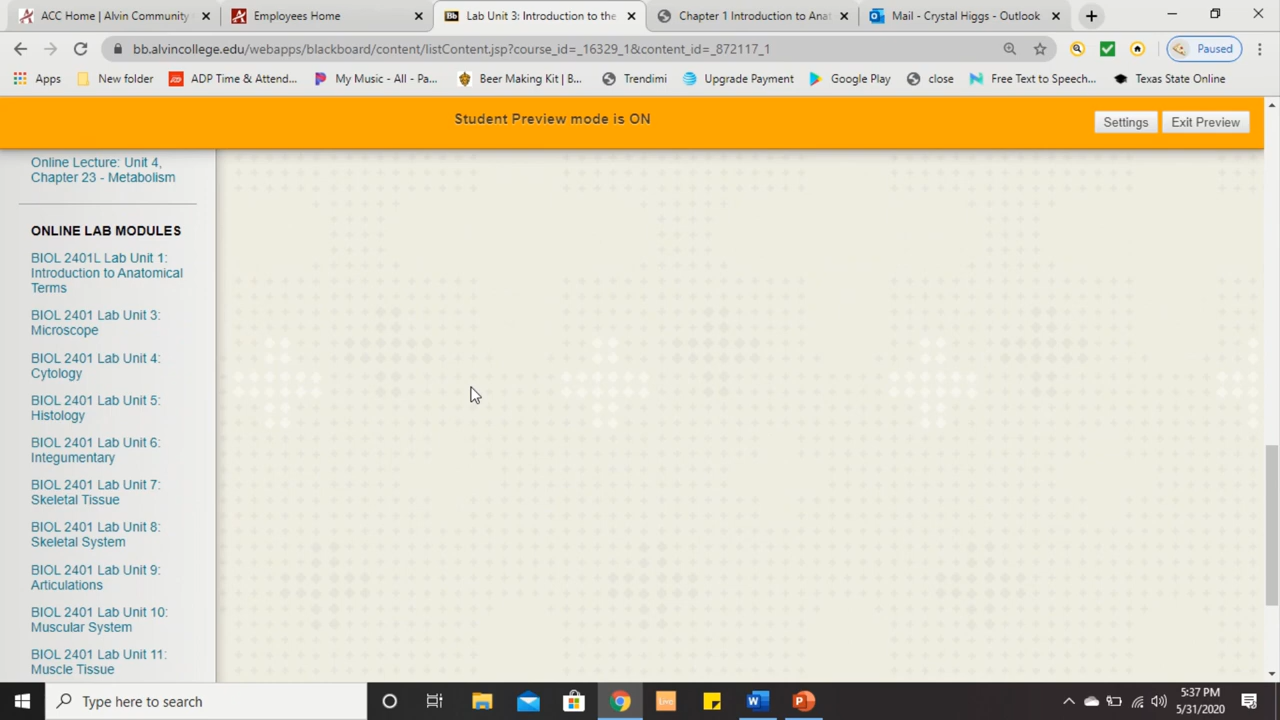 ACC Home | Alvin Community
Employees Home
Lab Unit 3: Introduction to the
Chapter 1 Introduction to Anat
Mail - Crystal Higgs - Outlook
bb.alvincollege.edu/webapps/blackboard/content/listContent.jsp?course_id=_16329_1&content_id=_872117_1
Paused
Apps
New folder
ADP Time & Attend...
My Music - All - Pa...
Beer Making Kit | B...
Trendimi
Upgrade Payment
Google Play
close
Free Text to Speech...
Texas State Online
Student Preview mode is ON
Settings
Exit Preview
Online Lecture: Unit 4,
Chapter 23 - Metabolism
ONLINE LAB MODULES
BIOL 2401L Lab Unit 1:
Introduction to Anatomical
Terms
BIOL 2401 Lab Unit 3:
Microscope
BIOL 2401 Lab Unit 4:
Cytology
BIOL 2401 Lab Unit 5:
Histology
BIOL 2401 Lab Unit 6:
Integumentary
BIOL 2401 Lab Unit 7:
Skeletal Tissue
BIOL 2401 Lab Unit 8:
Skeletal System
BIOL 2401 Lab Unit 9:
Articulations
BIOL 2401 Lab Unit 10:
Muscular System
BIOL 2401 Lab Unit 11:
Muscle Tissue
Type here to search
5:37 PM
5/31/2020